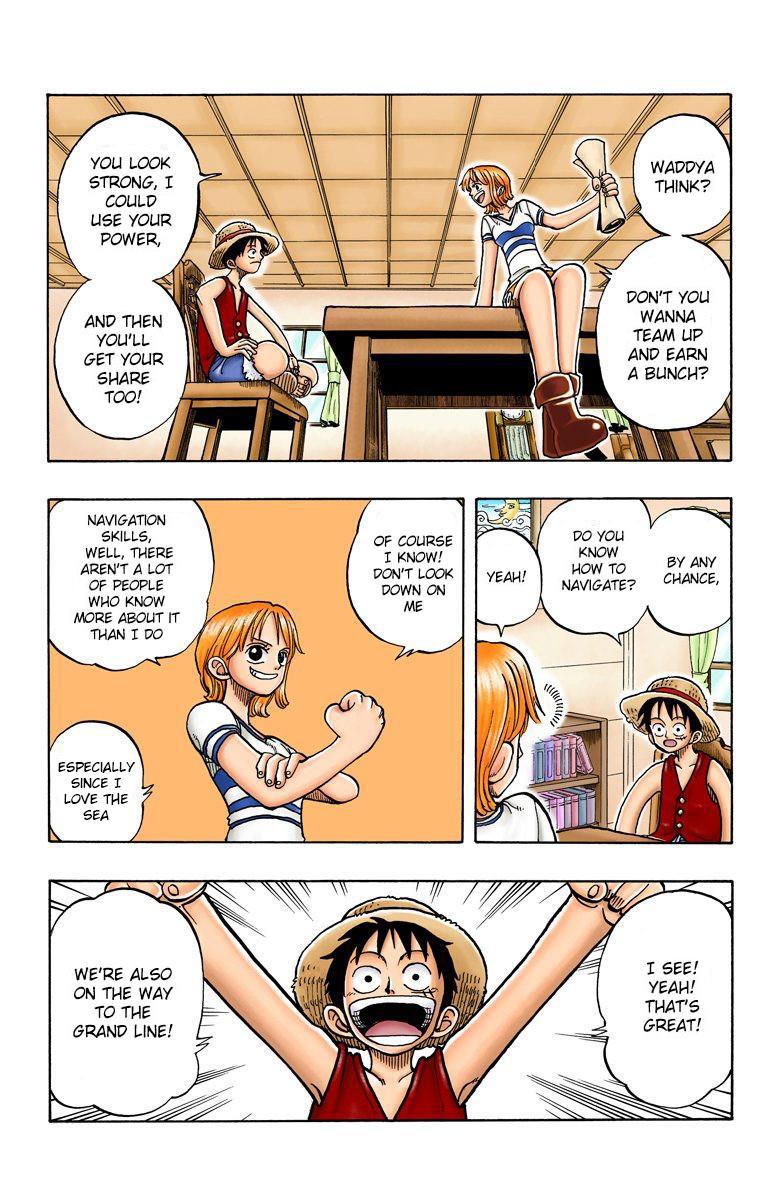 WADDYA
THINK?
DON'T YOU
WANNA
TEAM UP
AND EARN
A BUNCH?
YOU LOOK
STRONG, I
COULD
USE YOUR
POWER,
AND THEN
YOU'LL
GET YOUR
SHARE
TOO!
BY ANY
CHANCE,
DO YOU
KNOW
HOW TO
NAVIGATE?
YEAH!
OF COURSE
I KNOW!
DON'T LOOK
DOWN ON
ME
NAVIGATION
SKILLS,
WELL, THERE
AREN'T A LOT
OF PEOPLE
WHO KNOW
MORE ABOUT IT
THAN I DO
ESPECIALLY
SINCE I
LOVE THE
SEA
I SEE!
YEAH!
THAT'S
GREAT!
WE'RE ALSO
ON THE WAY
TO THE
GRAND LINE!